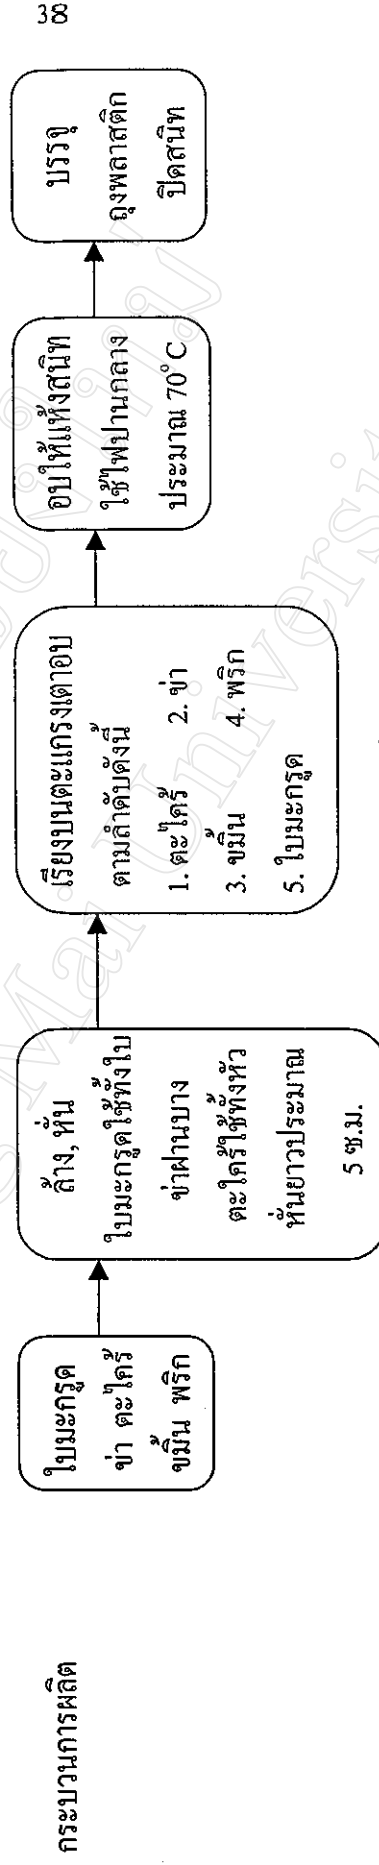 38
กระบวนการผลิต
ใบมะกรูด
ข่า ตะไคร้
ขมิ้น พริก
ล้าง, หั่น
ใบมะกรูดใช้ทั้งใบ
ข่าฝานบาง
ตะไคร้ใช้ทั้งหัว
หั่นยาวประมาณ
5 ซ.ม.
เรียงบนตะแกรงเตาอบ
ตามลำดับดังนี้
1. ตะไคร้ 2. ข่า
3. ขมิ้น 4. พริก
5. ใบมะกรูด
อบให้แห้งสนิท
ใช้ไฟปานกลาง
ประมาณ 70°C
บรรจุ
ถุงพลาสติก
ปิดสนิท